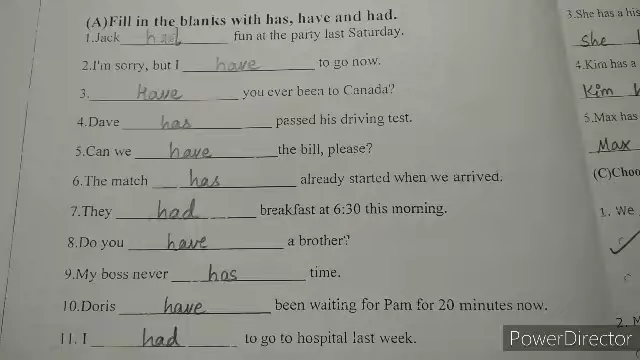 (A)Fill in the blanks with has, have and had.
1.Jack had fun at the party last Saturday.
2.I'm sorry, but I have to go now.
3. Have you ever been to Canada?
4.Dave has passed his driving test.
5.Can we have the bill, please?
6.The match has already started when we arrived.
7.They had breakfast at 6:30 this morning.
8.Do you have a brother?
9.My boss never has time.
10.Doris have been waiting for Pam for 20 minutes now.
11. I had to go to hospital last week.
3.She has a his
she
4.Kim has a
Kim
5.Max has
Max
(C)Choo
1. We
2. M
PowerDirector